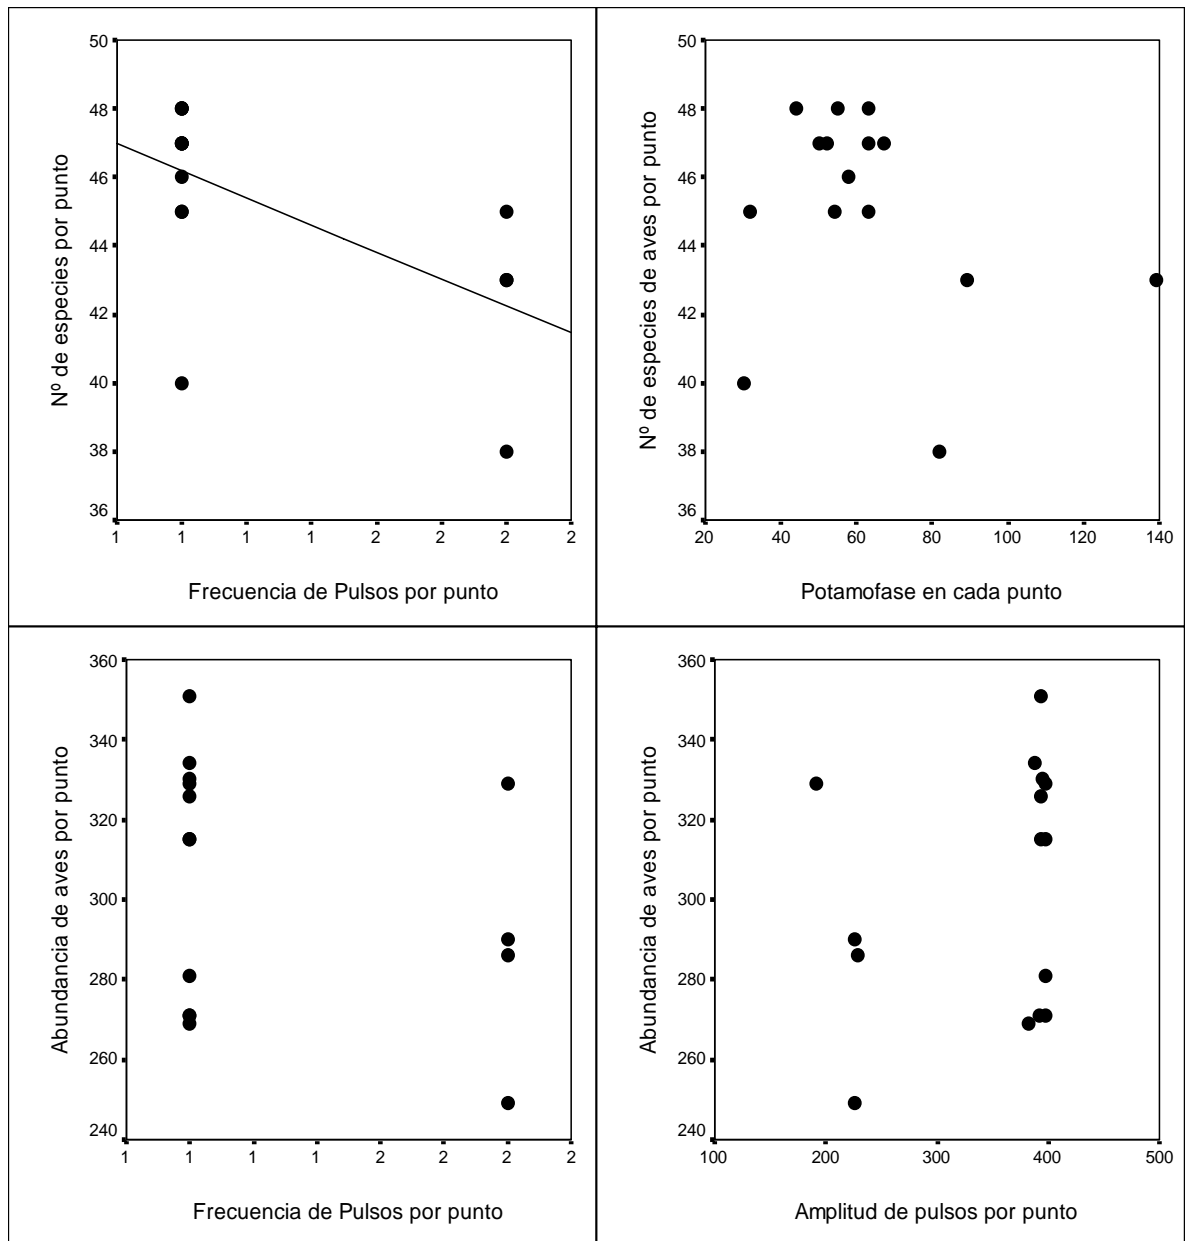 50
48
46
44
42
40
38
36
Nº de especies por punto
1 1 1 1 2 2 2 2
Frecuencia de Pulsos por punto
50
48
46
44
42
40
38
36
Nº de especies de aves por punto
20 40 60 80 100 120 140
Potamofase en cada punto
360
340
320
300
280
260
240
Abundancia de aves por punto
1 1 1 1 2 2 2 2
Frecuencia de Pulsos por punto
360
340
320
300
280
260
240
Abundancia de aves por punto
100 200 300 400 500
Amplitud de pulsos por punto